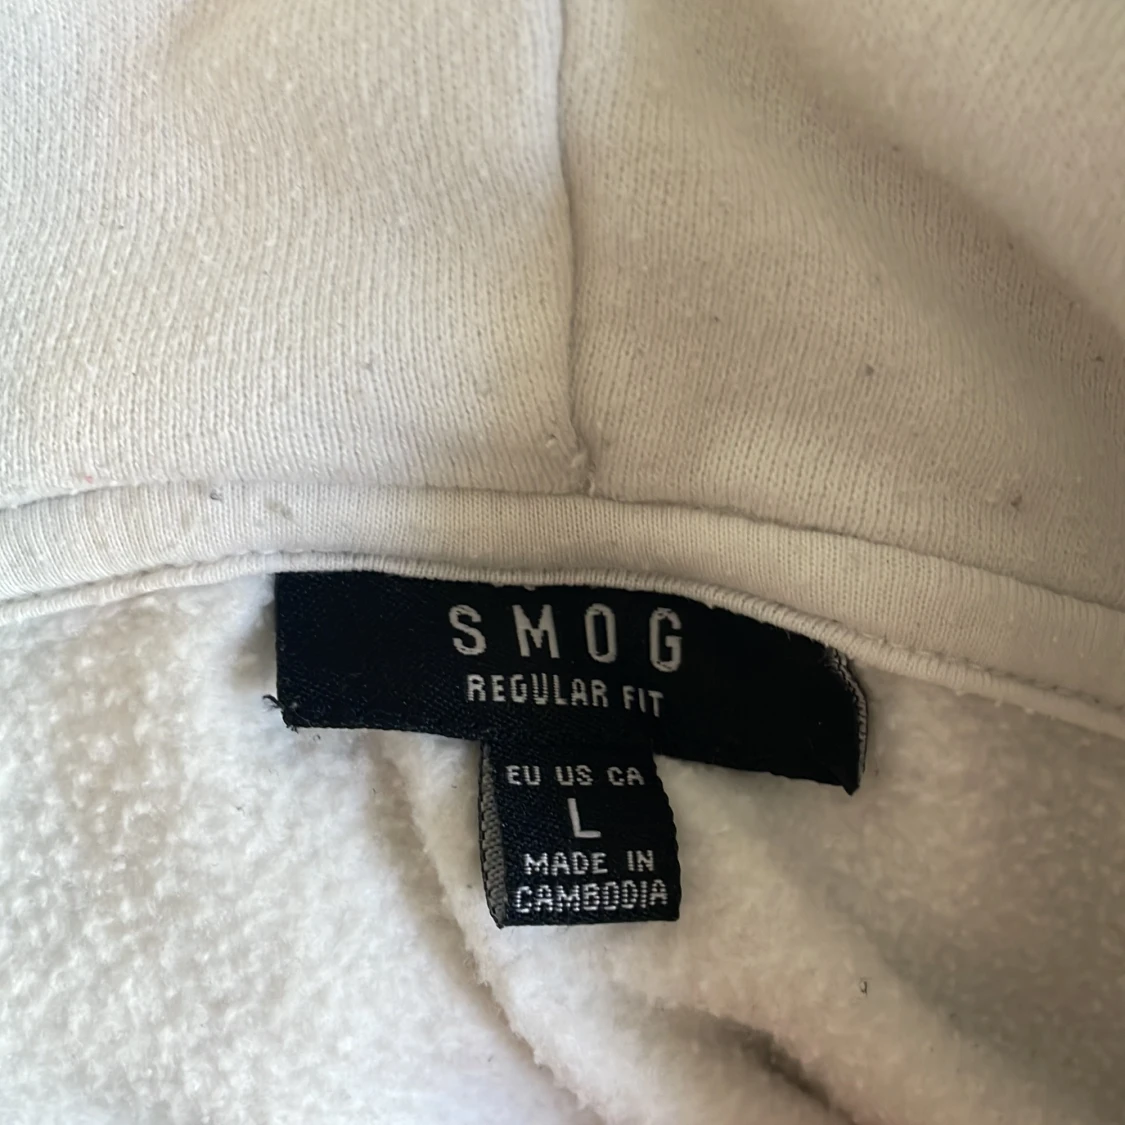 SMOG
REGULAR FIT
EU US CA
L
MADE IN
CAMBODIA